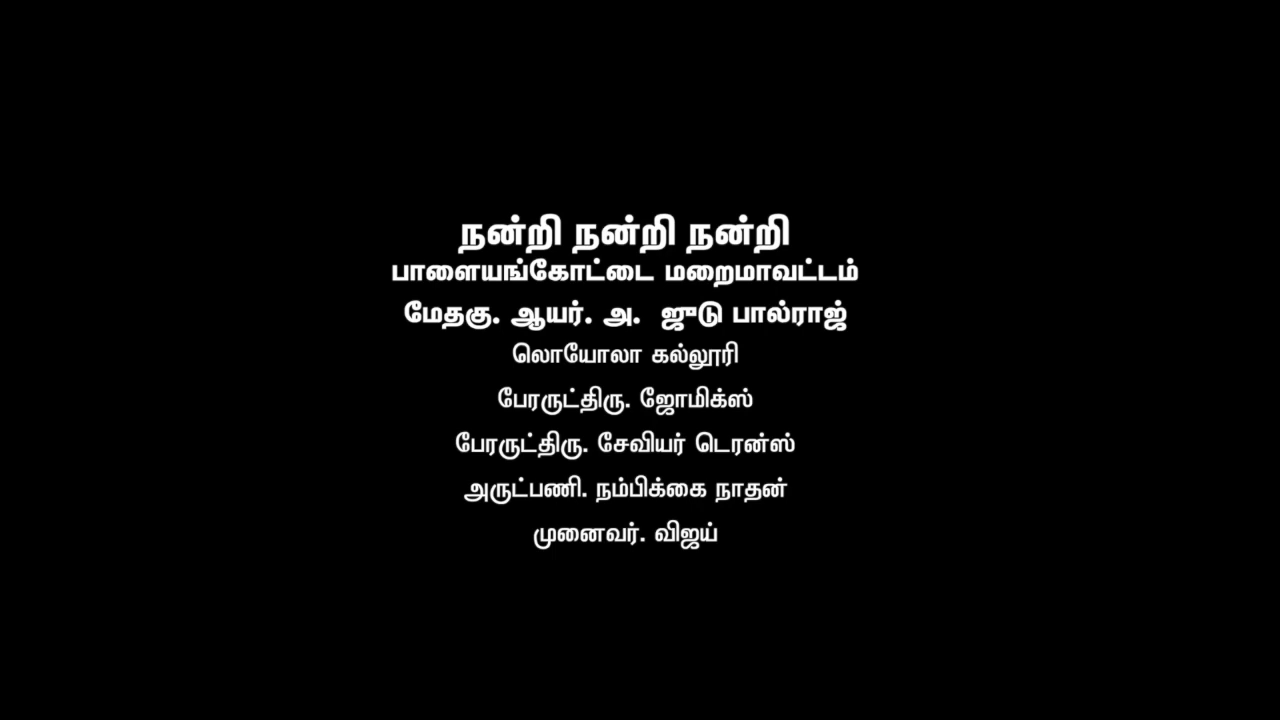 நன்றி நன்றி நன்றி
பாளையங்கோட்டை மறைமாவட்டம்
மேதகு. ஆயர். அ. ஜுடு பால்ராஜ்
லொயோலா கல்லூரி
பேரருட்திரு. ஜோமிக்ஸ்
பேரருட்திரு. சேவியர் டெரன்ஸ்
அருட்பணி. நம்பிக்கை நாதன்
முனைவர். விஜய்